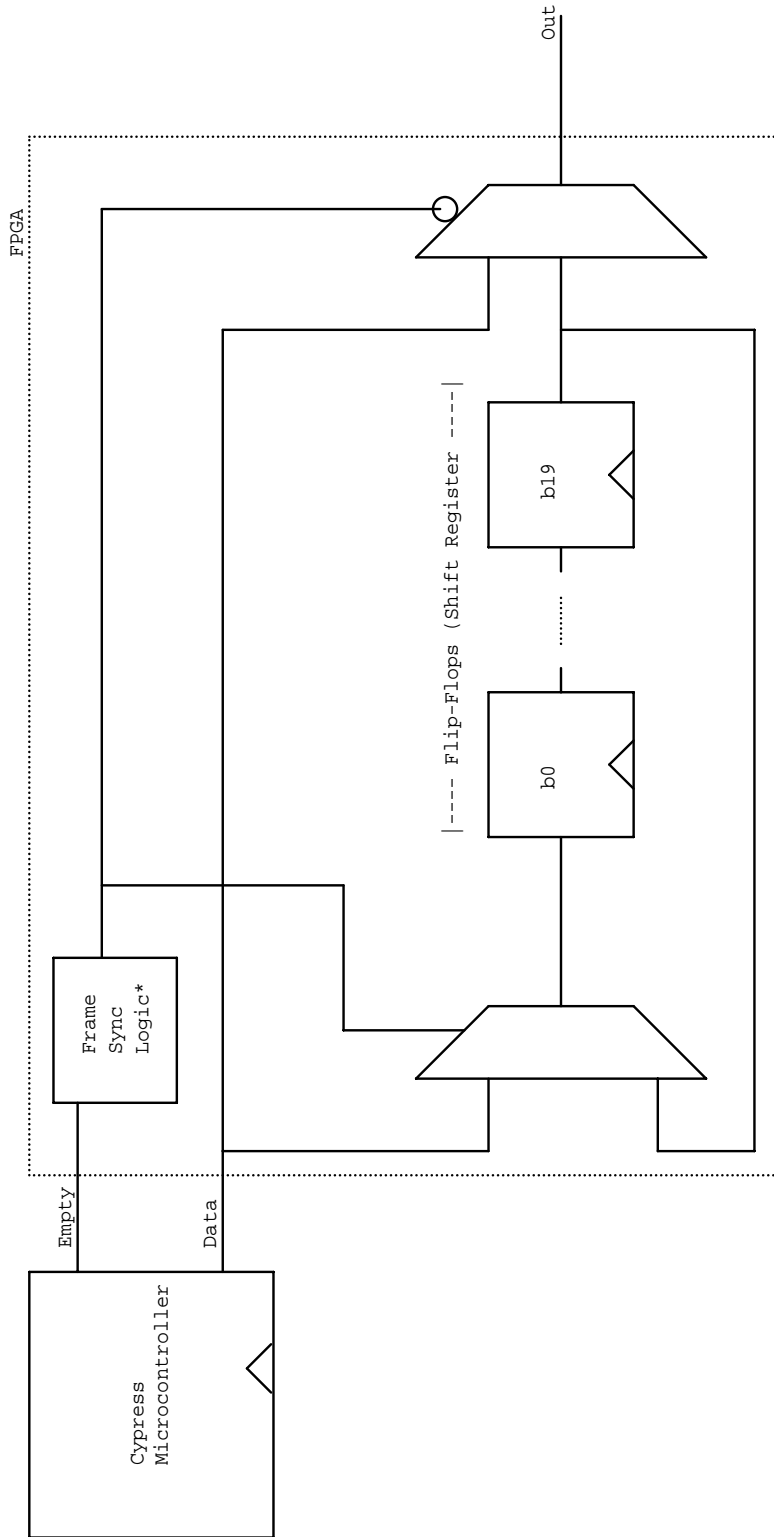 FPGA
Out
Empty
Data
Cypress
Microcontroller
Frame
Sync
Logic*
|---- Flip-Flops (Shift Register ----|
b0
b19